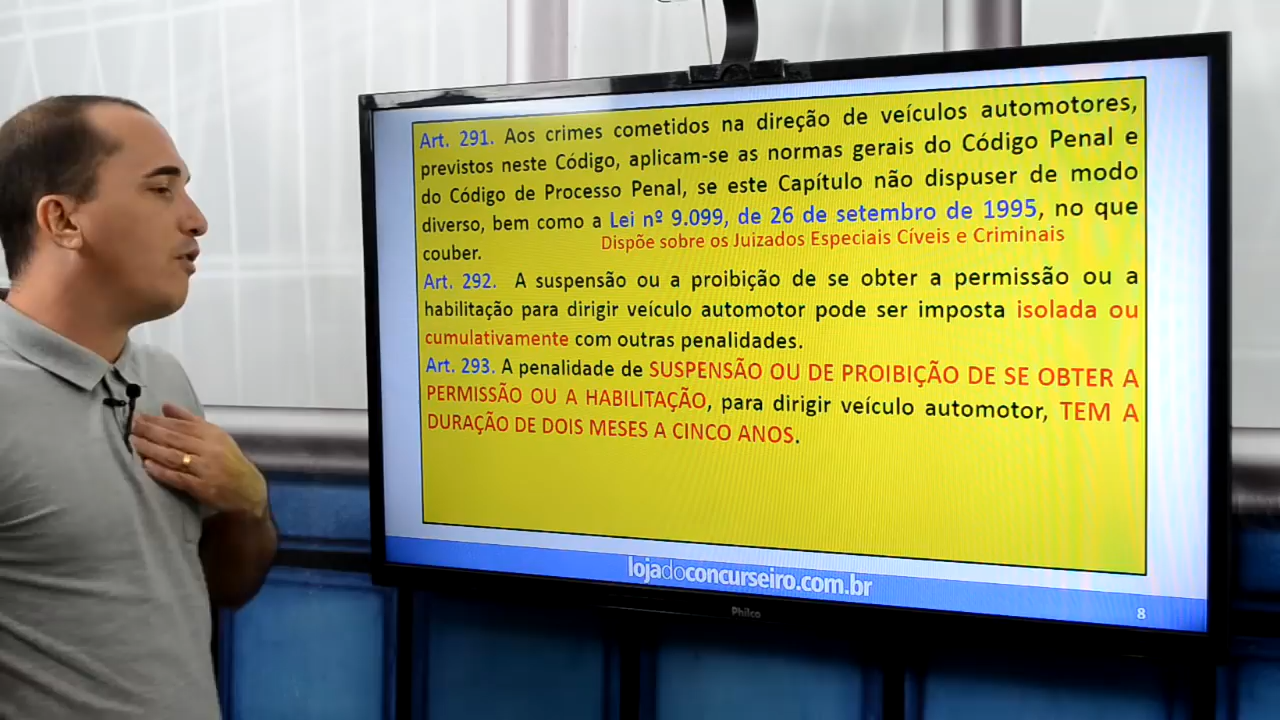 Art. 291. Aos crimes cometidos na direção de veículos automotores,
previstos neste Código, aplicam-se as normas gerais do Código Penal e
do Código de Processo Penal, se este Capítulo não dispuser de modo
diverso, bem como a Lei nº 9.099, de 26 de setembro de 1995, no que
couber.
Dispõe sobre os Juizados Especiais Cíveis e Criminais
Art. 292. A suspensão ou a proibição de se obter a permissão ou a
habilitação para dirigir veículo automotor pode ser imposta isolada ou
cumulativamente com outras penalidades.
Art. 293. A penalidade de SUSPENSÃO OU DE PROIBIÇÃO DE SE OBTER A
PERMISSÃO OU A HABILITAÇÃO, para dirigir veículo automotor, TEM A
DURAÇÃO DE DOIS MESES A CINCO ANOS.
lojadoconcurseiro.com.br
8
Philco